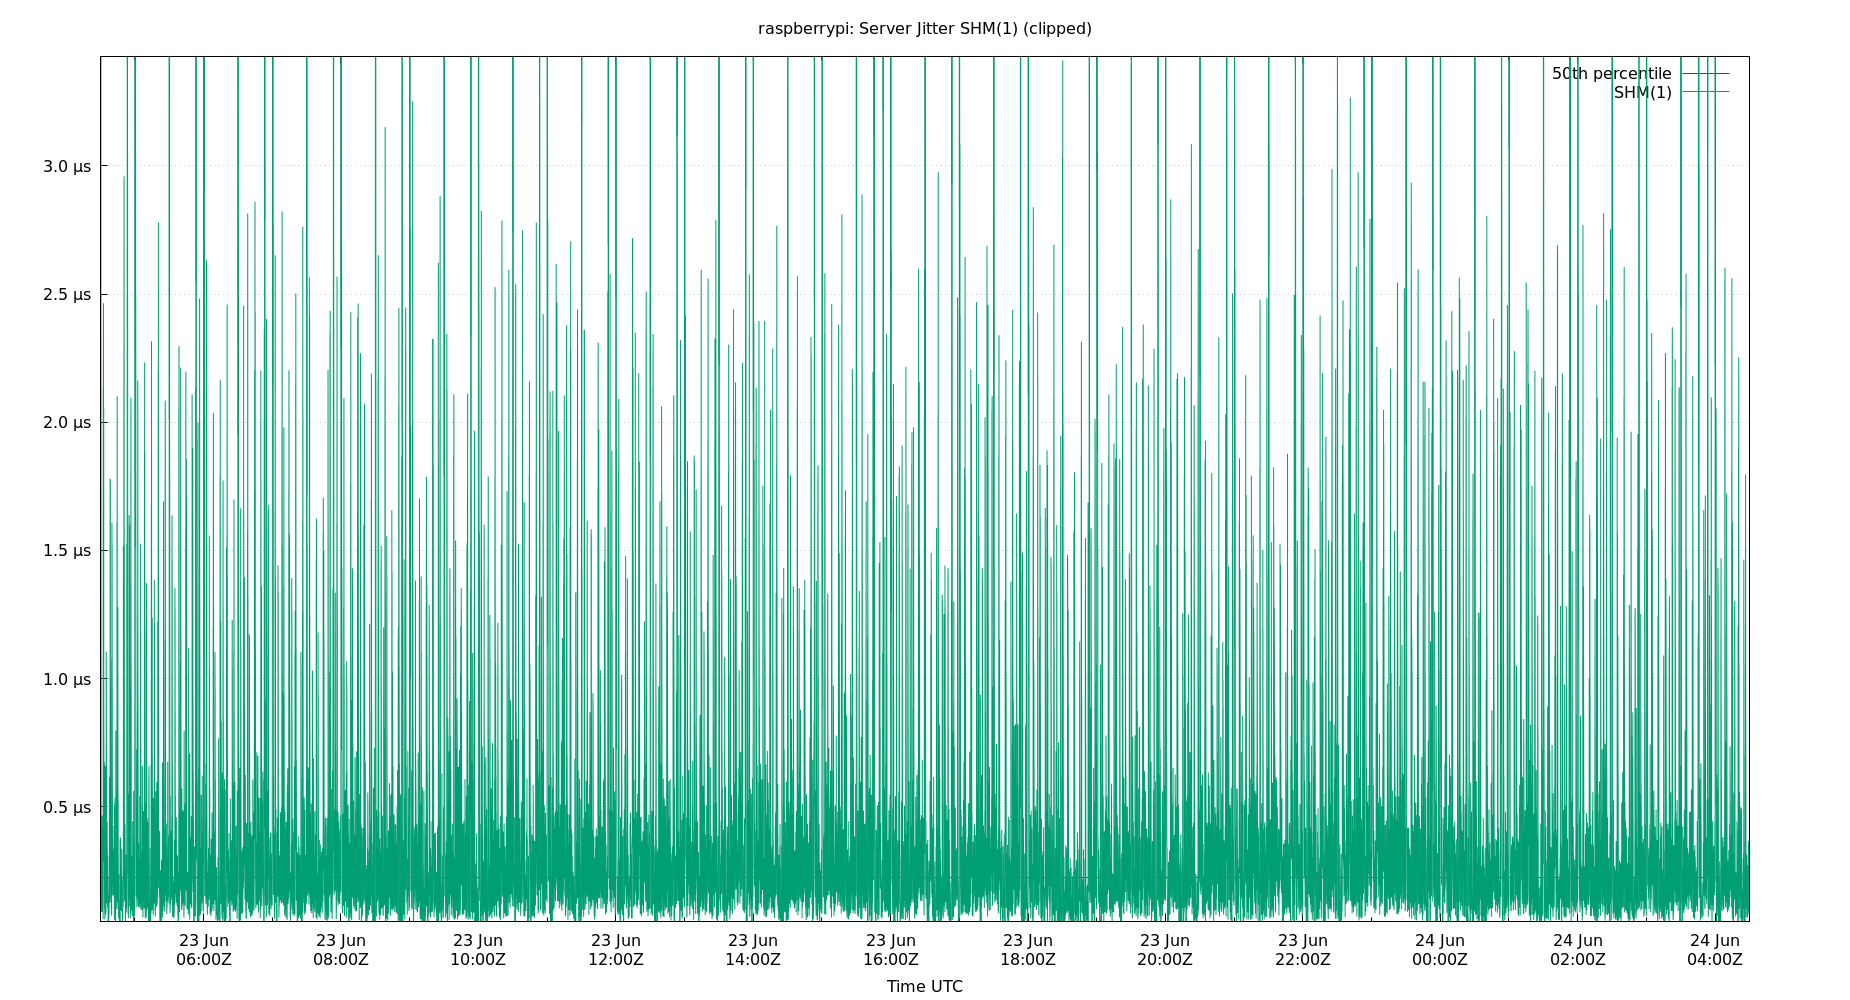 raspberrypi: Server Jitter SHM(1) (clipped)
50th percentile
SHM(1)
3.0 µs
2.5 µs
2.0 µs
1.5 µs
1.0 µs
0.5 µs
23 Jun 23 Jun 23 Jun 23 Jun 23 Jun 23 Jun 23 Jun 23 Jun 23 Jun 24 Jun 24 Jun 24 Jun
06:00Z 08:00Z 10:00Z 12:00Z 14:00Z 16:00Z 18:00Z 20:00Z 22:00Z 00:00Z 02:00Z 04:00Z
Time UTC